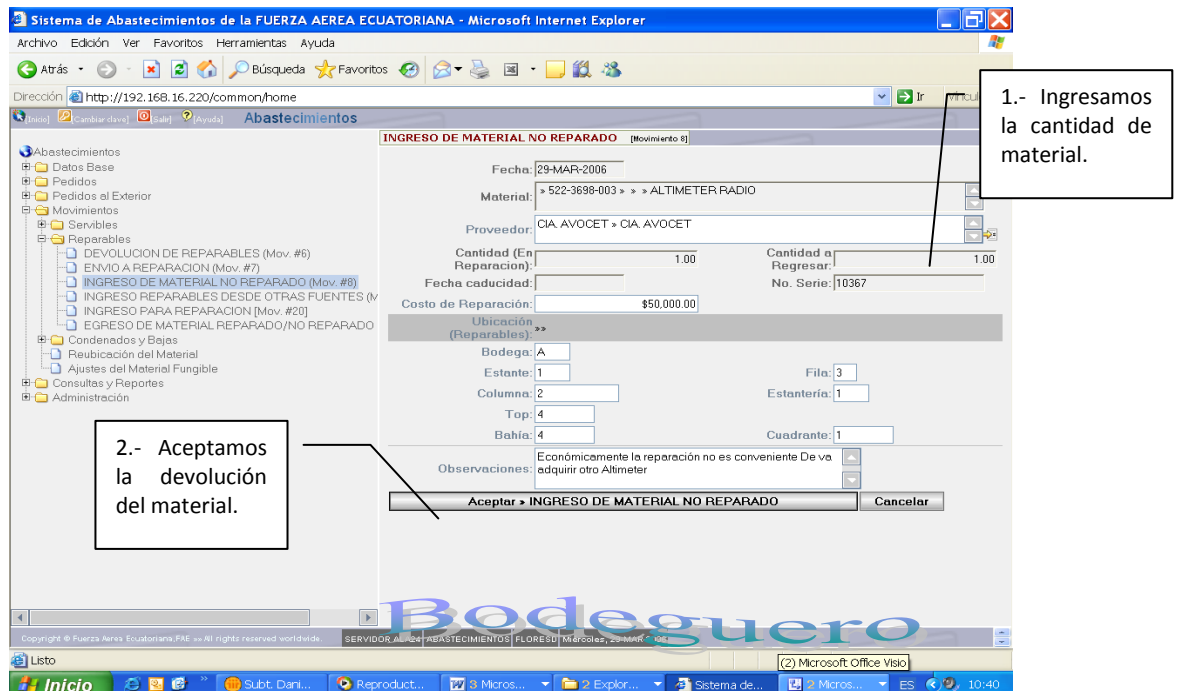 Sistema de Abastecimientos de la FUERZA AEREA ECUATORIANA - Microsoft Internet Explorer
Archivo Edición Ver Favoritos Herramientas Ayuda
Atrás Búsqueda Favoritos
Dirección http://192.168.16.220/common/home Ir
[Inicio] [Cambiar clave] [Salir] [Ayuda] Abastecimientos
1.- Ingresamos
la cantidad de
material.
Abastecimientos
Datos Base
Pedidos
Pedidos al Exterior
Movimientos
Servibles
Reparables
DEVOLUCION DE REPARABLES (Mov. #6)
ENVIO A REPARACION (Mov. #7)
INGRESO DE MATERIAL NO REPARADO (Mov. #8)
INGRESO REPARABLES DESDE OTRAS FUENTES (M
INGRESO PARA REPARACION [Mov. #20]
EGRESO DE MATERIAL REPARADO/NO REPARADO
Condenados y Bajas
Reubicación del Material
Ajustes del Material Fungible
Consultas y Reportes
Administración
INGRESO DE MATERIAL NO REPARADO [Movimiento 8]
Fecha: 29-MAR-2006
Material: » 522-3698-003 » » » ALTIMETER RADIO
Proveedor: CIA. AVOCET » CIA. AVOCET
Cantidad (En Reparacion): 1.00 Cantidad a Regresar: 1.00
Fecha caducidad: No. Serie: 10367
Costo de Reparación: $50,000.00
Ubicación (Reparables): »»
Bodega: A
Estante: 1 Fila: 3
Columna: 2 Estantería: 1
Top: 4
Bahía: 4 Cuadrante: 1
Observaciones: Económicamente la reparación no es conveniente De va
adquirir otro Altimeter
Aceptar » INGRESO DE MATERIAL NO REPARADO Cancelar
2.- Aceptamos
la devolución
del material.
Bodeguero
Copyright © Fuerza Aerea Ecuatoriana.FAE »» All rights reserved worldwide.
Listo
(2) Microsoft Office Visio
Inicio Subt. Dani... Reproduct... 3 Micros... 2 Explor... Sistema de... 2 Micros... ES 10:40